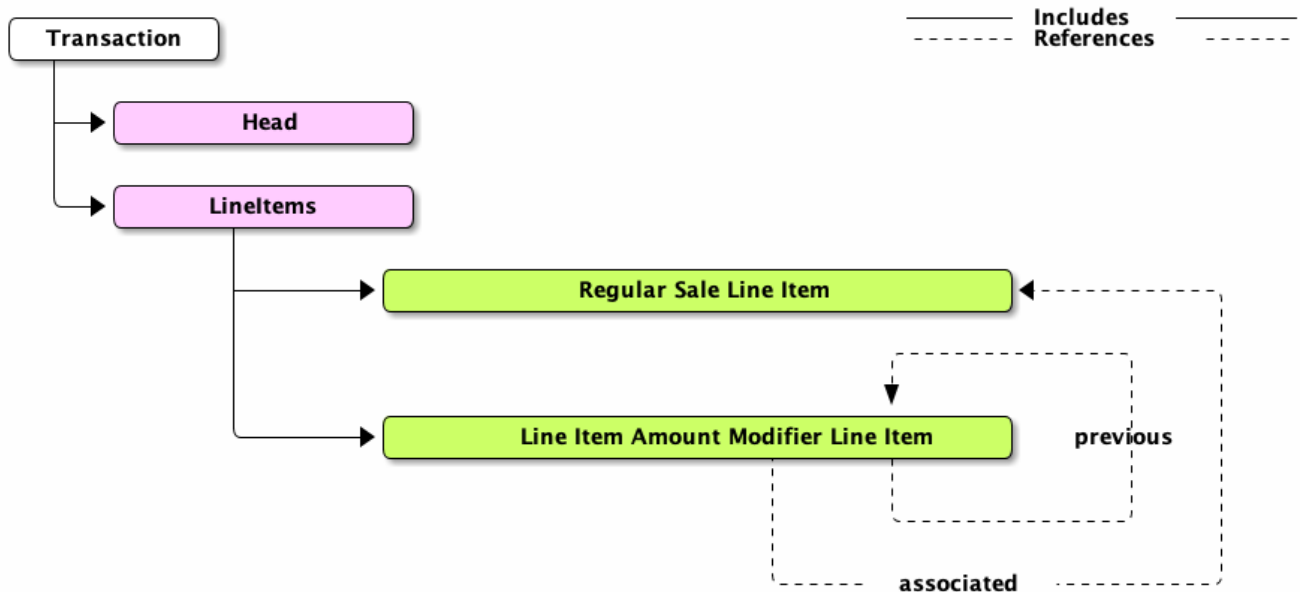 Transaction
Includes
References
Head
LineItems
Regular Sale Line Item
Line Item Amount Modifier Line Item
previous
associated